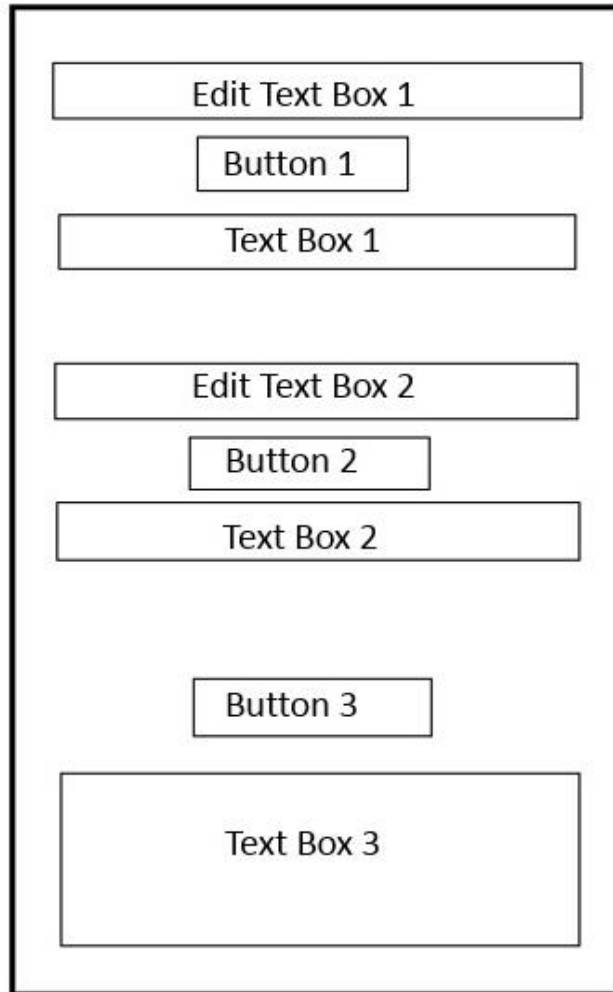 Edit Text Box 1
Button 1
Text Box 1
Edit Text Box 2
Button 2
Text Box 2
Button 3
Text Box 3